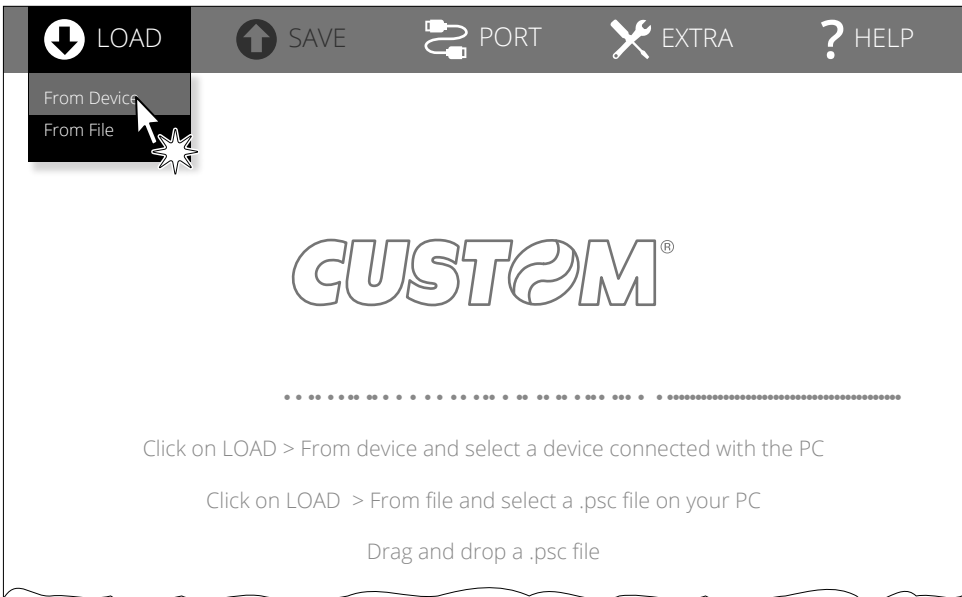 LOAD
SAVE
PORT
EXTRA
? HELP
From Device
From File
CUSTOM®
Click on LOAD > From device and select a device connected with the PC
Click on LOAD > From file and select a .psc file on your PC
Drag and drop a .psc file